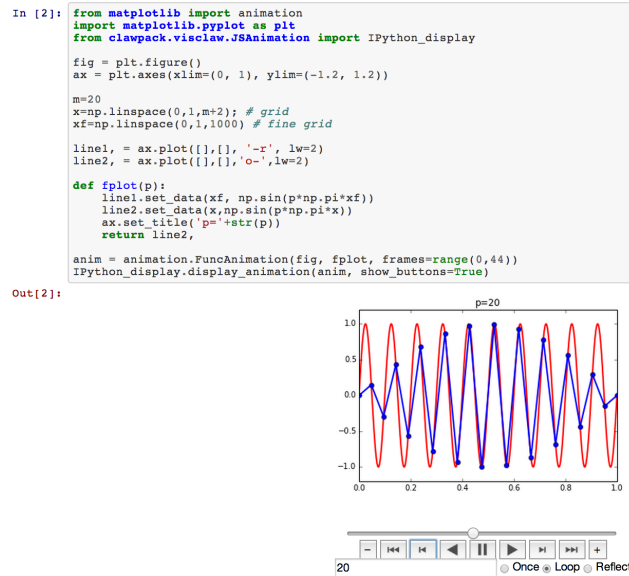 In [2]: from matplotlib import animation
import matplotlib.pyplot as plt
from clawpack.visclaw.JSAnimation import IPython_display

fig = plt.figure()
ax = plt.axes(xlim=(0, 1), ylim=(-1.2, 1.2))

m=20
x=np.linspace(0,1,m+2); # grid
xf=np.linspace(0,1,1000) # fine grid

line1, = ax.plot([],[], '-r', lw=2)
line2, = ax.plot([],[],'o-',lw=2)

def fplot(p):
    line1.set_data(xf, np.sin(p*np.pi*xf))
    line2.set_data(x,np.sin(p*np.pi*x))
    ax.set_title('p='+str(p))
    return line2,

anim = animation.FuncAnimation(fig, fplot, frames=range(0,44))
IPython_display.display_animation(anim, show_buttons=True)
Out[2]:
p=20
1.0
0.5
0.0
−0.5
−1.0
0.0 0.2 0.4 0.6 0.8 1.0
20 Once Loop Reflect